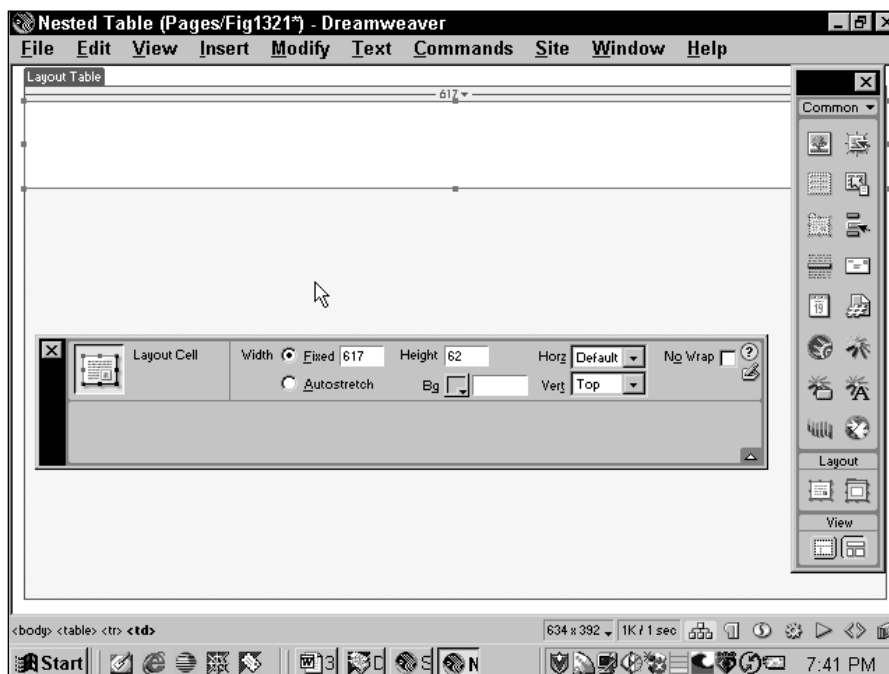 Nested Table (Pages/Fig1321*) - Dreamweaver
File Edit View Insert Modify Text Commands Site Window Help
Layout Table
617
Common
19
Layout Cell
Width Fixed 617 Height 62 Horz Default No Wrap
Autostretch Bg Vert Top
Layout
View
<body> <table> <tr> <td>
634 x 392 1K / 1 sec
Start 3 D S N 7:41 PM